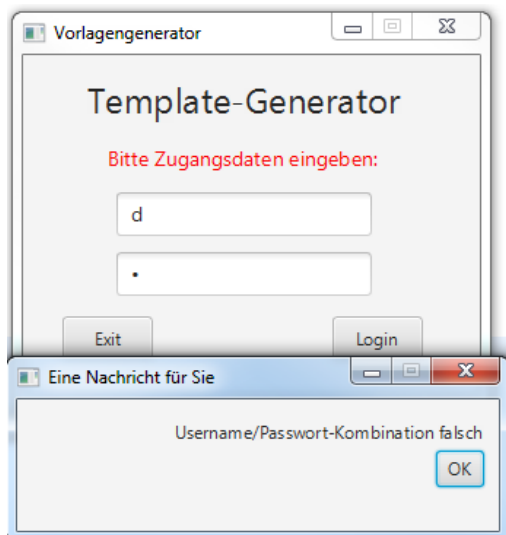 Vorlagengenerator
Template-Generator
Bitte Zugangsdaten eingeben:
d
•
Exit
Login
Eine Nachricht für Sie
Username/Passwort-Kombination falsch
OK